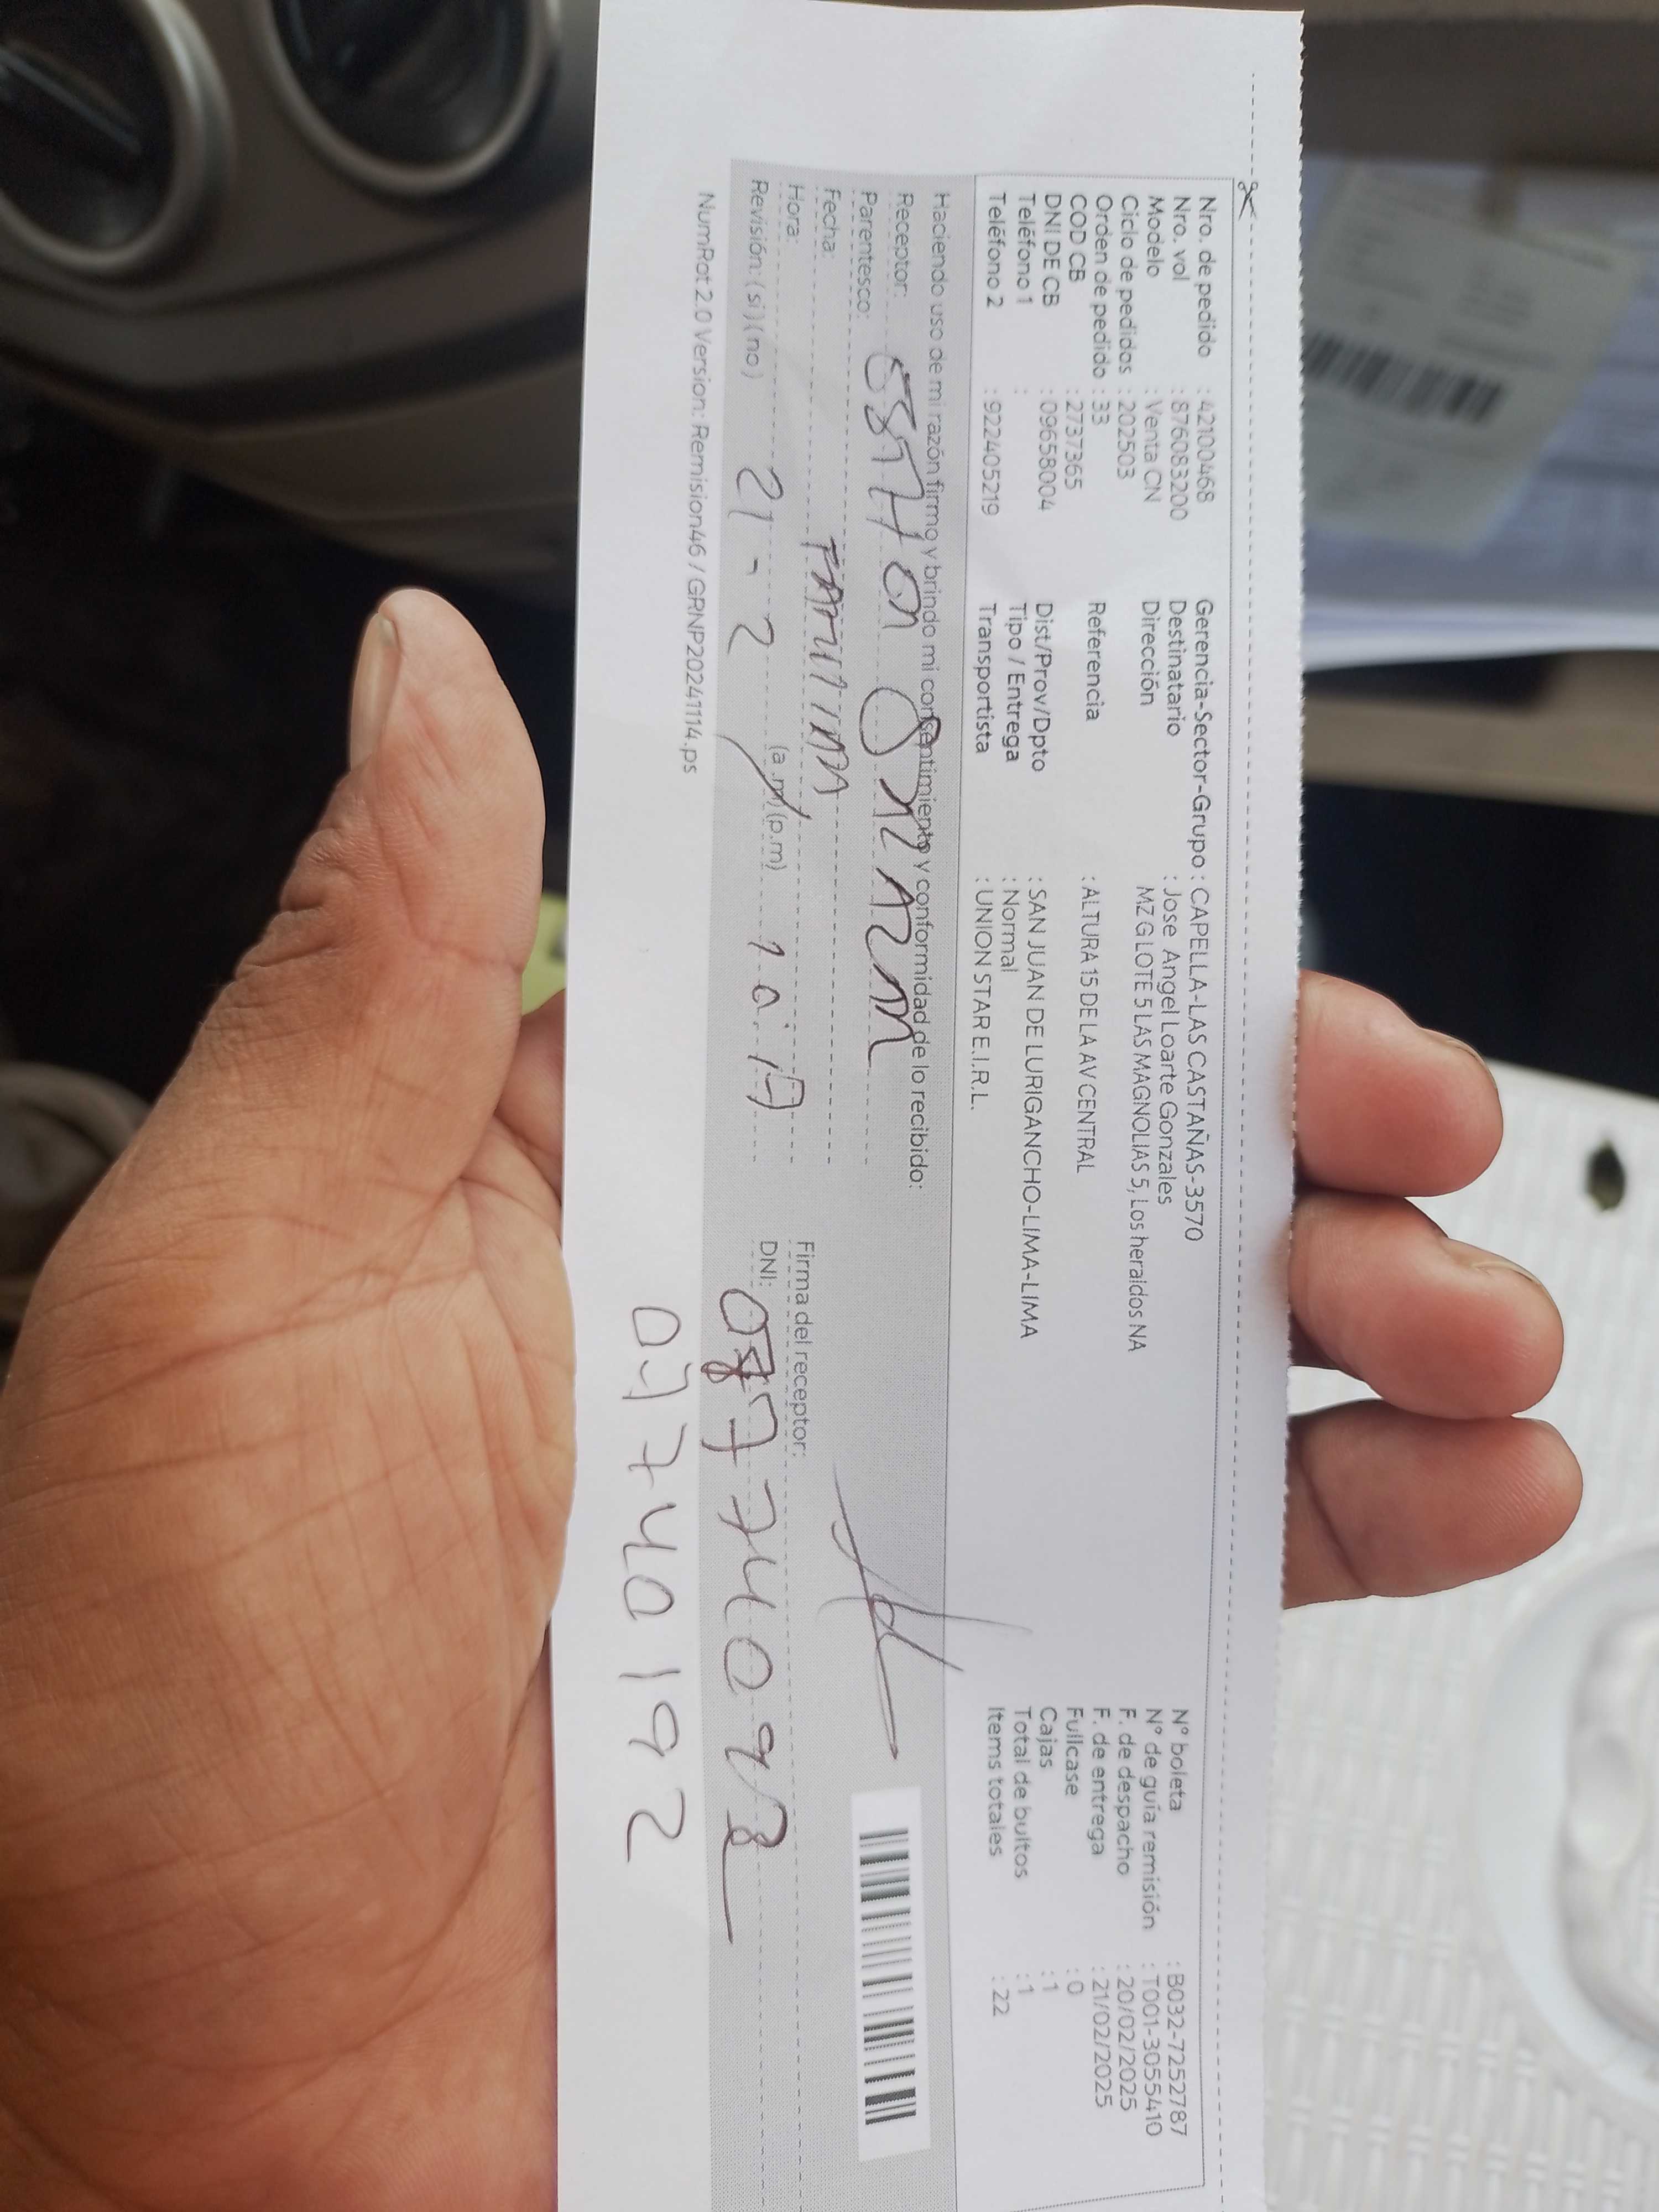 Nro. de pedido : 42100468
Nro. vol : 876083200
Modelo : Venta CN
Ciclo de pedidos : 202503
Orden de pedido : 33
COD CB : 2737365
DNI DE CB : 09658004
Teléfono 1 :
Teléfono 2 : 922405219
Gerencia-Sector-Grupo : CAPELLA-LAS CASTAÑAS-3570
Destinatario : Jose Angel Loarte Gonzales
Dirección MZ G LOTE 5 LAS MAGNOLIAS 5, Los heraldos NA
Referencia : ALTURA 15 DE LA AV CENTRAL
Dist/Prov/Dpto : SAN JUAN DE LURIGANCHO-LIMA-LIMA
Tipo / Entrega : Normal
Transportista : UNION STAR E.I.R.L.
N° boleta : B032-7252787
N° de guía remisión : T001-3055410
F. de despacho : 20/02/2025
F. de entrega : 21/02/2025
Fullcase : 0
Cajas : 1
Total de bultos : 1
Items totales : 22
Haciendo uso de mi razón firmo y brindo mi consentimiento y conformidad de lo recibido:
Receptor:
Parentesco:
Fecha:
Hora: 21-2 (a.m) (p.m) 10:17
Revisión: (si) (no)
Firma del receptor:
DNI:
07740192
NumRot 2.0 Version: Remision46 / GRNP20241114.ps